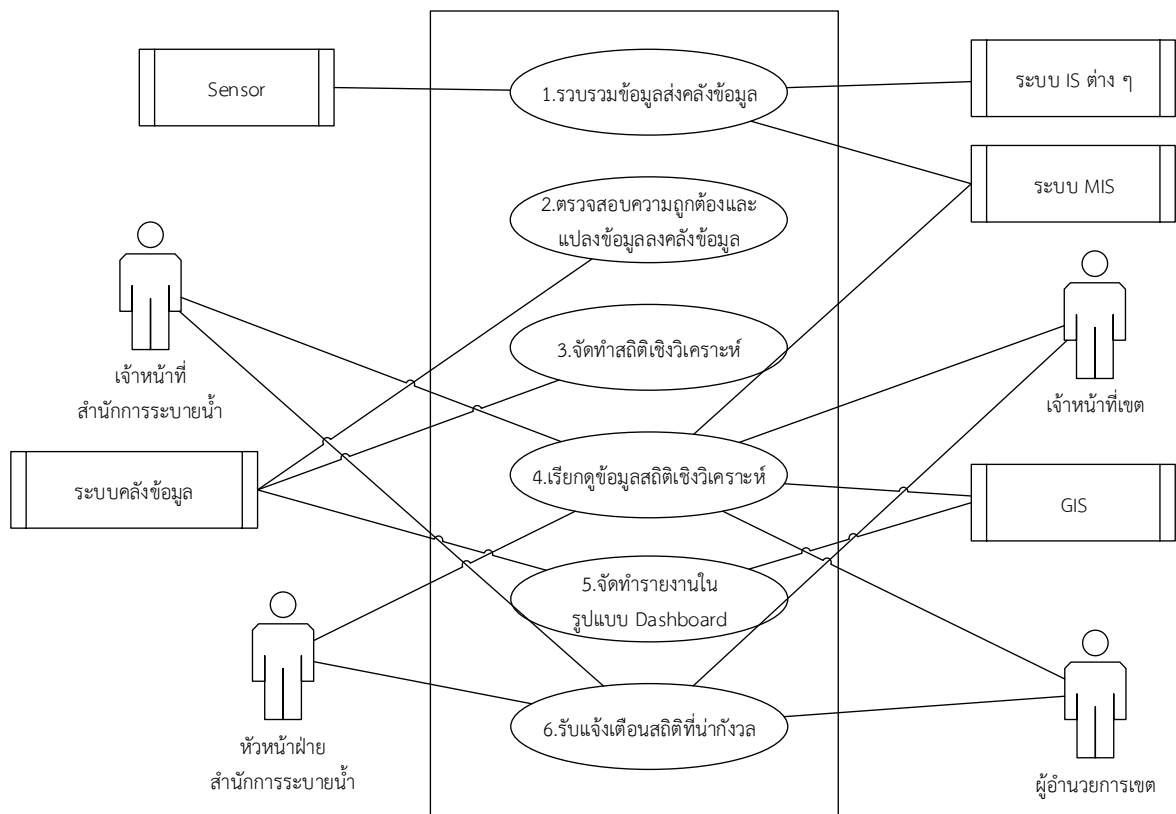 Sensor
1.รวบรวมข้อมูลส่งคลังข้อมูล
ระบบ IS ต่าง ๆ
ระบบ MIS
2.ตรวจสอบความถูกต้องและ
แปลงข้อมูลลงคลังข้อมูล
3.จัดทำสถิติเชิงวิเคราะห์
เจ้าหน้าที่
สำนักการระบายน้ำ
เจ้าหน้าที่เขต
ระบบคลังข้อมูล
4.เรียกดูข้อมูลสถิติเชิงวิเคราะห์
GIS
5.จัดทำรายงานใน
รูปแบบ Dashboard
6.รับแจ้งเตือนสถิติที่น่ากังวล
หัวหน้าฝ่าย
สำนักการระบายน้ำ
ผู้อำนวยการเขต